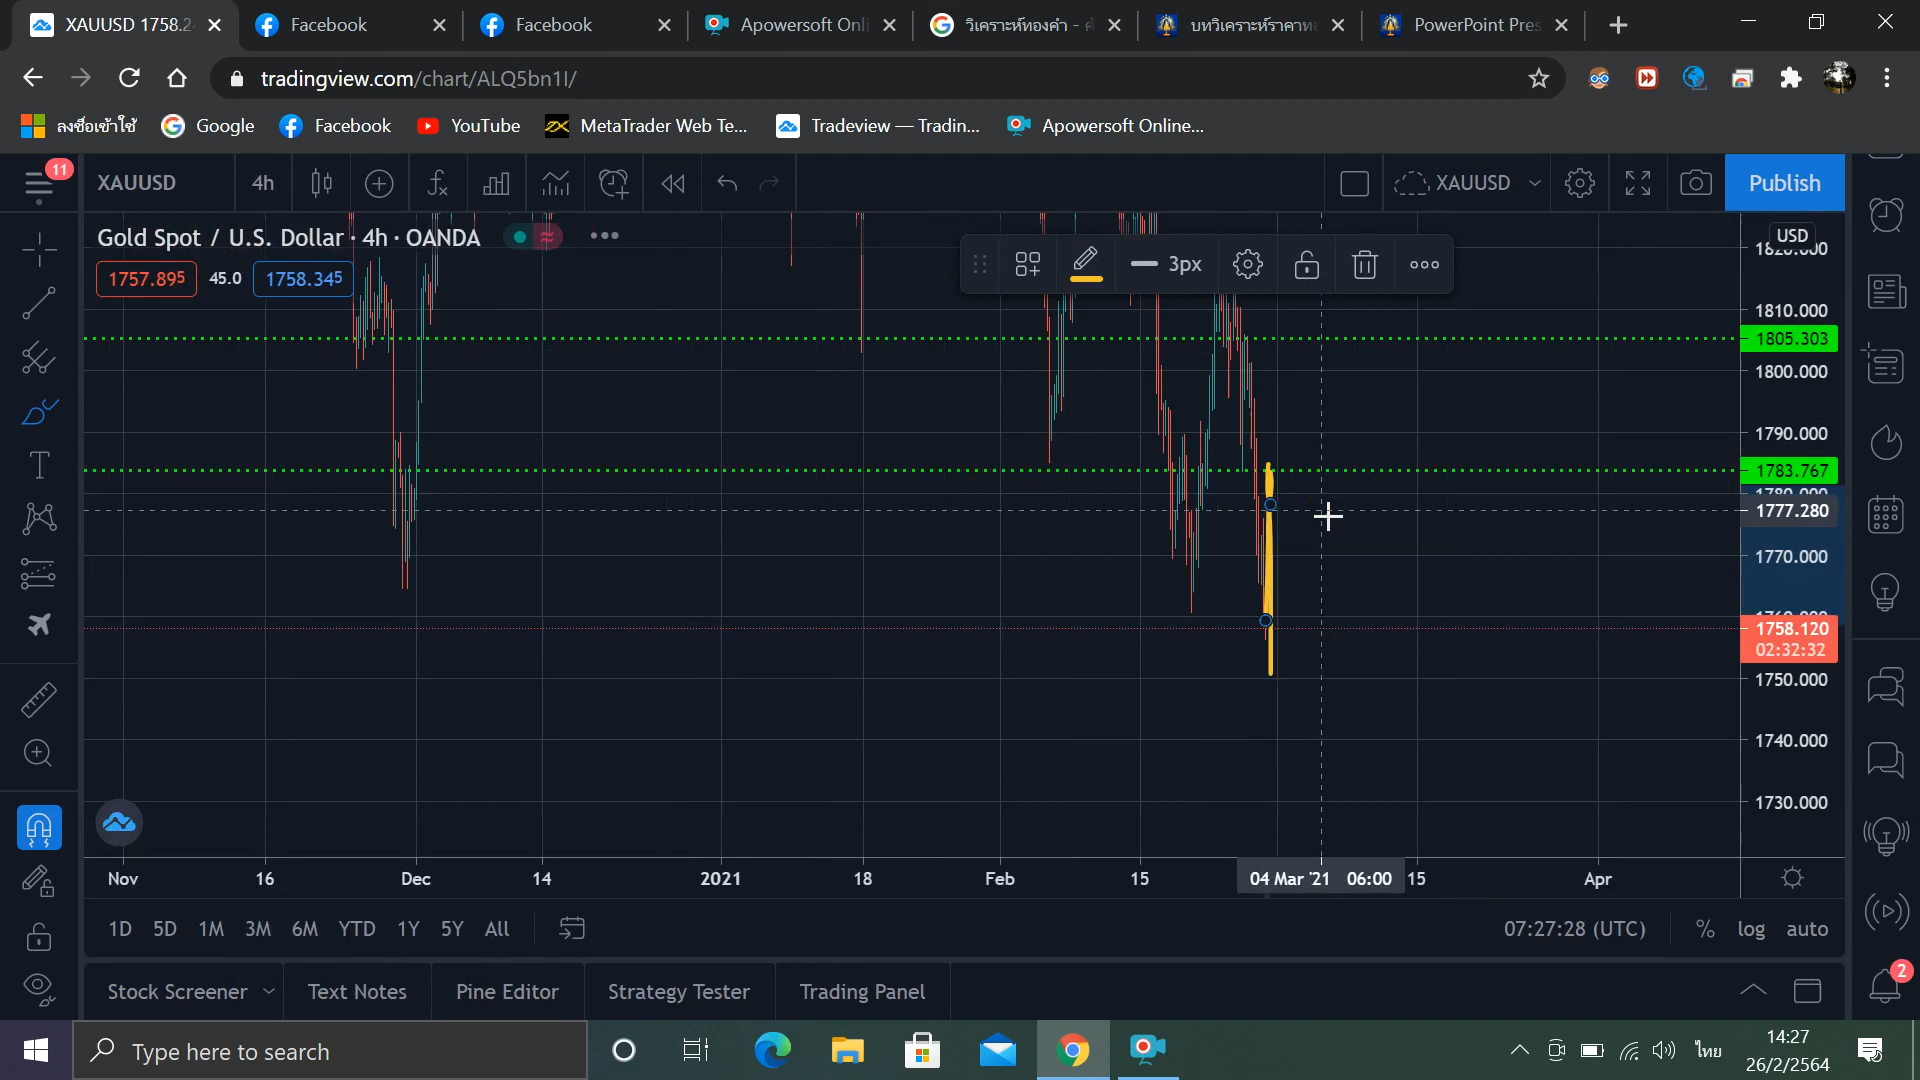 XAUUSD 1758.2
Facebook
Facebook
Apowersoft Onli
วิเคราะห์ทองคำ - ค้
บทวิเคราะห์ราคาทอ
PowerPoint Pres
tradingview.com/chart/ALQ5bn1I/
ลงชื่อเข้าใช้
Google
Facebook
YouTube
MetaTrader Web Te...
Tradeview — Tradin...
Apowersoft Online...
11
XAUUSD
4h
XAUUSD
Publish
Gold Spot / U.S. Dollar · 4h · OANDA
USD
1757.895
45.0
1758.345
3px
1810.000
1805.303
1800.000
1790.000
1783.767
1777.280
1770.000
1758.120
02:32:32
1750.000
1740.000
1730.000
Nov
16
Dec
14
2021
18
Feb
15
04 Mar '21 06:00
15
Apr
1D
5D
1M
3M
6M
YTD
1Y
5Y
All
07:27:28 (UTC)
%
log
auto
Stock Screener
Text Notes
Pine Editor
Strategy Tester
Trading Panel
2
Type here to search
ไทย
14:27
26/2/2564